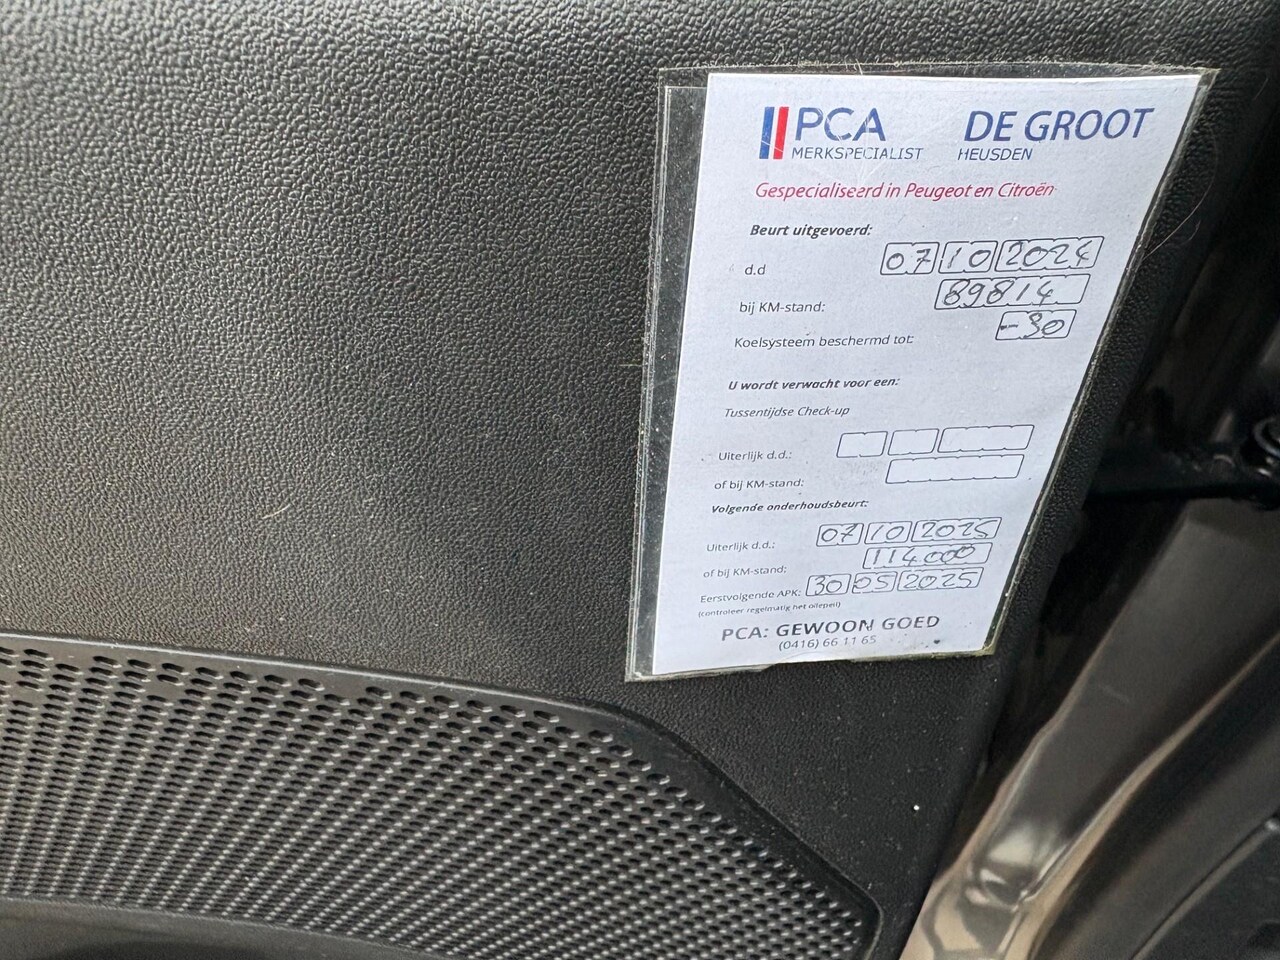 PCA DE GROOT
MERKSPECIALIST HEUSDEN
Gespecialiseerd in Peugeot en Citroën
Beurt uitgevoerd:
d.d 07 10 2024
bij KM-stand: 89814
Koelsysteem beschermd tot: -30
U wordt verwacht voor een:
Tussentijdse Check-up
Uiterlijk d.d.:
of bij KM-stand:
Volgende onderhoudsbeurt:
Uiterlijk d.d.: 07 10 2025
of bij KM-stand: 114000
Eerstvolgende APK: 30 05 2025
(controleer regelmatig het oliepeil)
PCA: GEWOON GOED
(0416) 66 11 65